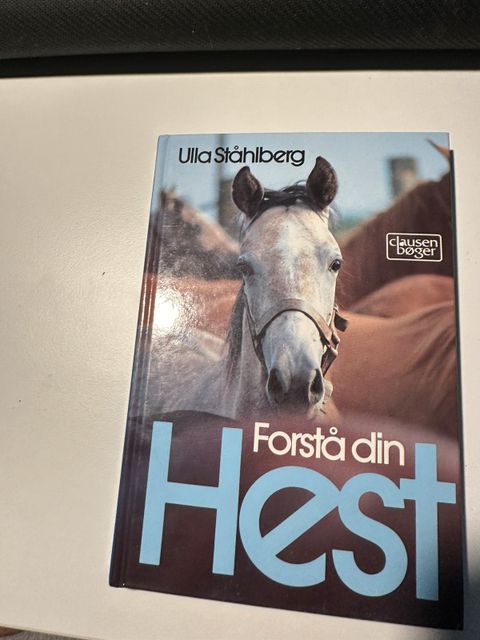 Ulla Ståhlberg
clausen
bøger
Forstå din
Hest